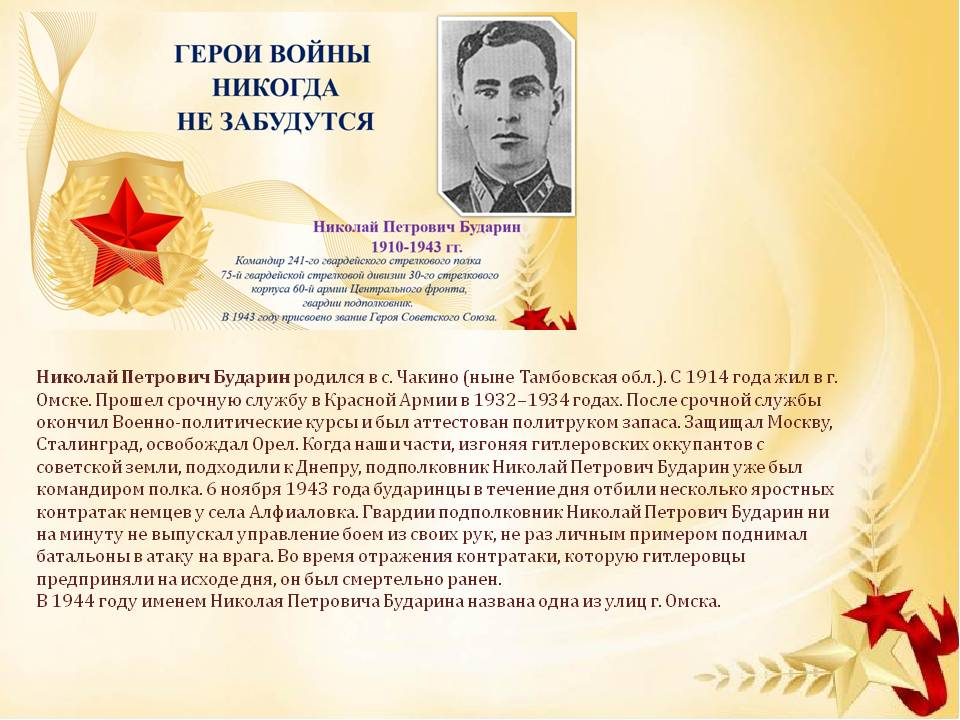 ГЕРОИ ВОЙНЫ
НИКОГДА
НЕ ЗАБУДУТСЯ
Николай Петрович Бударин
1910-1943 гг.
Командир 241-го гвардейского стрелкового полка
75-й гвардейской стрелковой дивизии 30-го стрелкового
корпуса 60-й армии Центрального фронта,
гвардии подполковник.
В 1943 году присвоено звание Героя Советского Союза.
Николай Петрович Бударин родился в с. Чакино (ныне Тамбовская обл.). С 1914 года жил в г.
Омске. Прошел срочную службу в Красной Армии в 1932–1934 годах. После срочной службы
окончил Военно-политические курсы и был аттестован политруком запаса. Защищал Москву,
Сталинград, освобождал Орел. Когда наши части, изгоняя гитлеровских оккупантов с
советской земли, подходили к Днепру, подполковник Николай Петрович Бударин уже был
командиром полка. 6 ноября 1943 года бударинцы в течение дня отбили несколько яростных
контратак немцев у села Алфиаловка. Гвардии подполковник Николай Петрович Бударин ни
на минуту не выпускал управление боем из своих рук, не раз личным примером поднимал
батальоны в атаку на врага. Во время отражения контратаки, которую гитлеровцы
предприняли на исходе дня, он был смертельно ранен.
В 1944 году именем Николая Петровича Бударина названа одна из улиц г. Омска.